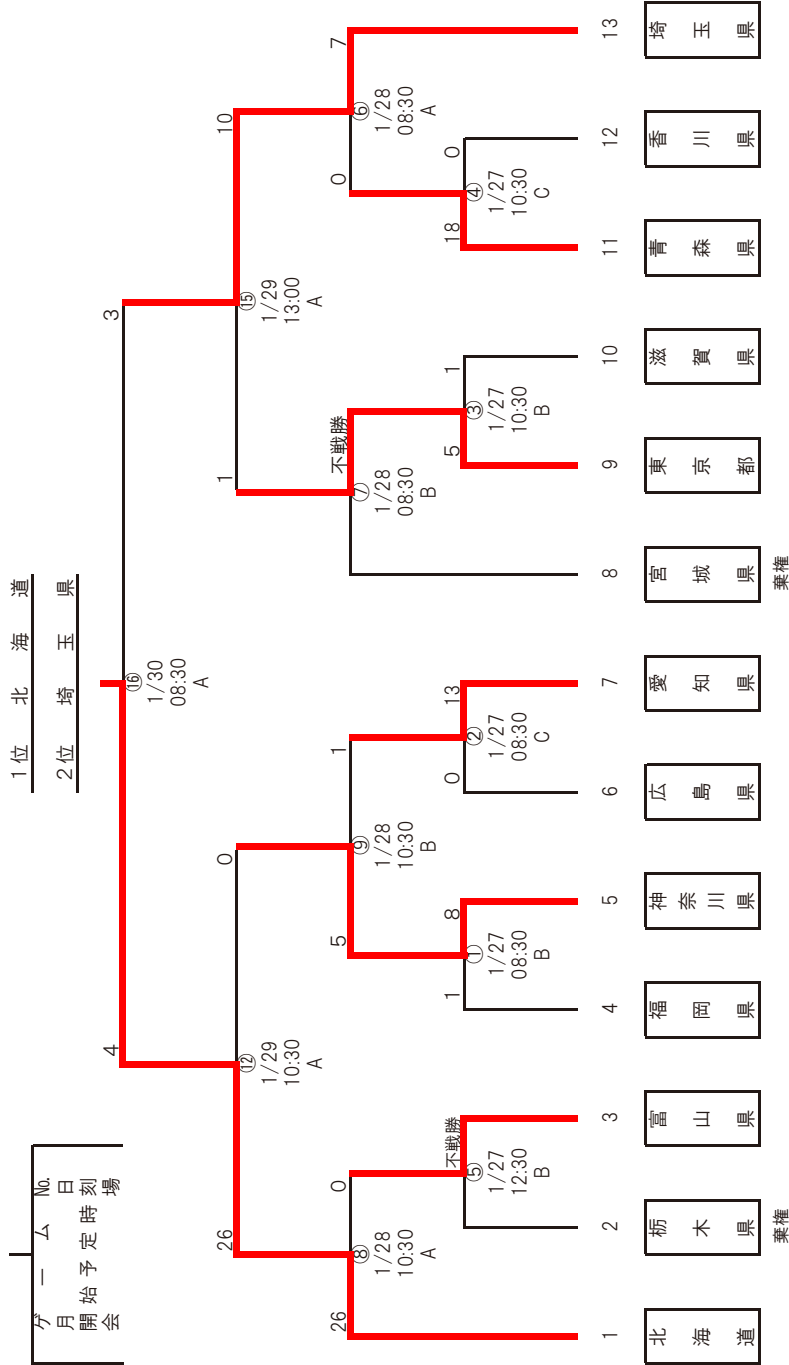 ゲームNo.
月日
開始予定時刻
会場
1位 北海道
2位 埼玉県
4
3
⑯
1/30
08:30
A
26
0
⑫
1/29
10:30
A
1
10
⑮
1/29
13:00
A
26
0
⑧
1/28
10:30
A
5
1
⑨
1/28
10:30
B
不戦勝
⑦
1/28
08:30
B
0
7
⑥
1/28
08:30
A
不戦勝
⑤
1/27
12:30
B
1
8
①
1/27
08:30
B
0
13
②
1/27
08:30
C
5
1
③
1/27
10:30
B
18
0
④
1/27
10:30
C
1
北海道
2
栃木県
棄権
3
富山県
4
福岡県
5
神奈川県
6
広島県
7
愛知県
8
宮城県
棄権
9
東京都
10
滋賀県
11
青森県
12
香川県
13
埼玉県